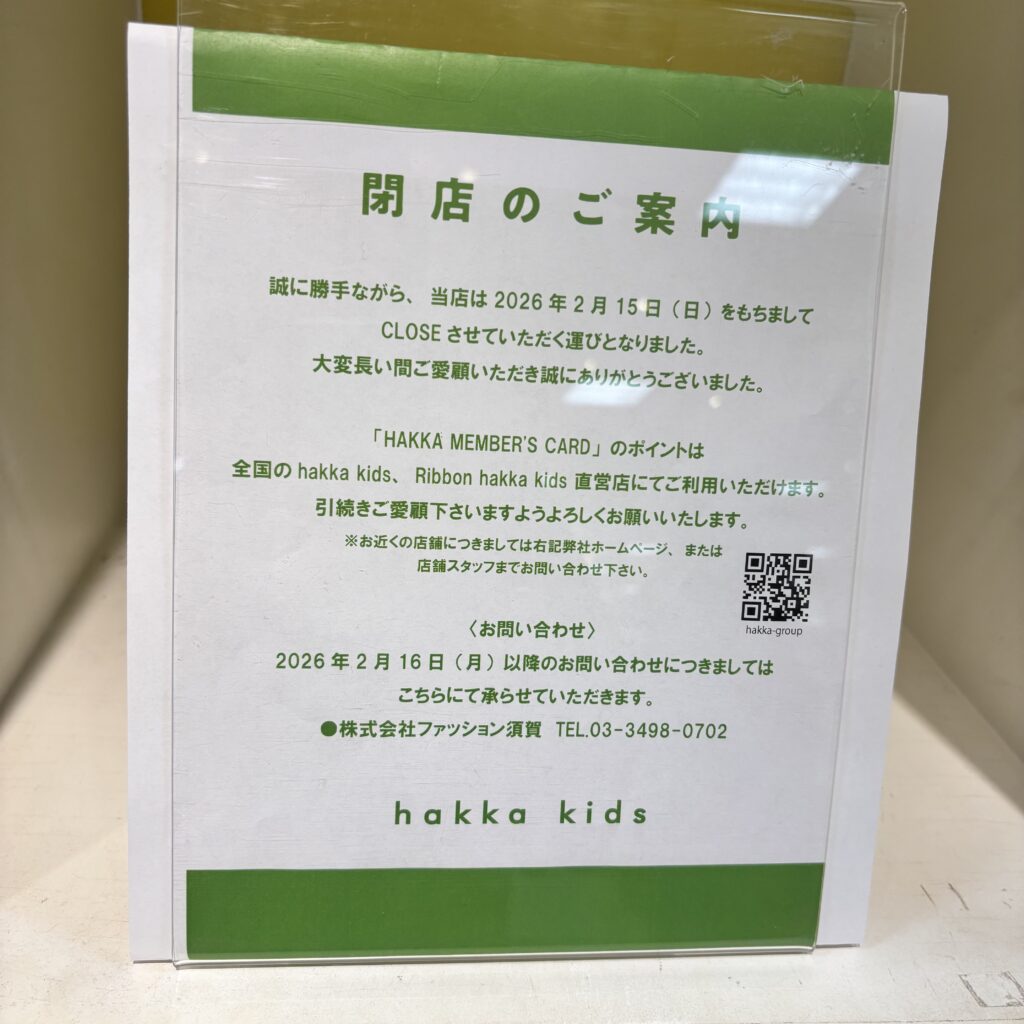 閉店のご案内
誠に勝手ながら、当店は 2026 年 2 月 15 日（日）をもちまして
CLOSE させていただく運びとなりました。
大変長い間ご愛顧いただき誠にありがとうございました。
「HAKKA MEMBER'S CARD」のポイントは
全国の hakka kids、Ribbon hakka kids 直営店にてご利用いただけます。
引続きご愛顧下さいますようよろしくお願いいたします。
※お近くの店舗につきましては右記弊社ホームページ、または
店舗スタッフまでお問い合わせ下さい。
hakka-group
〈お問い合わせ〉
2026 年 2 月 16 日（月）以降のお問い合わせにつきましては
こちらにて承らせていただきます。
●株式会社ファッション須賀 TEL.03-3498-0702
hakka kids